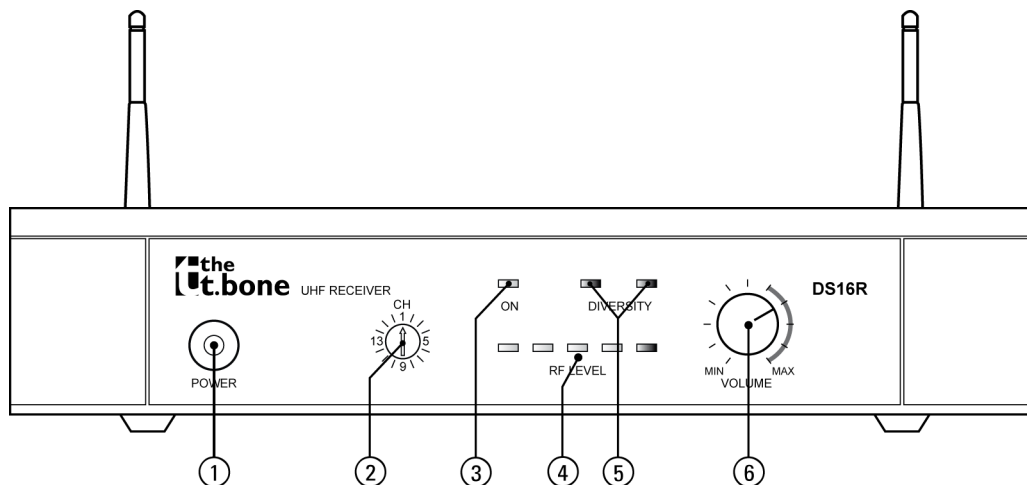 the
t.bone UHF RECEIVER
DS16R
CH
1
13 5
9
ON DIVERSITY
POWER
RF LEVEL
MIN MAX
VOLUME
1 2 3 4 5 6